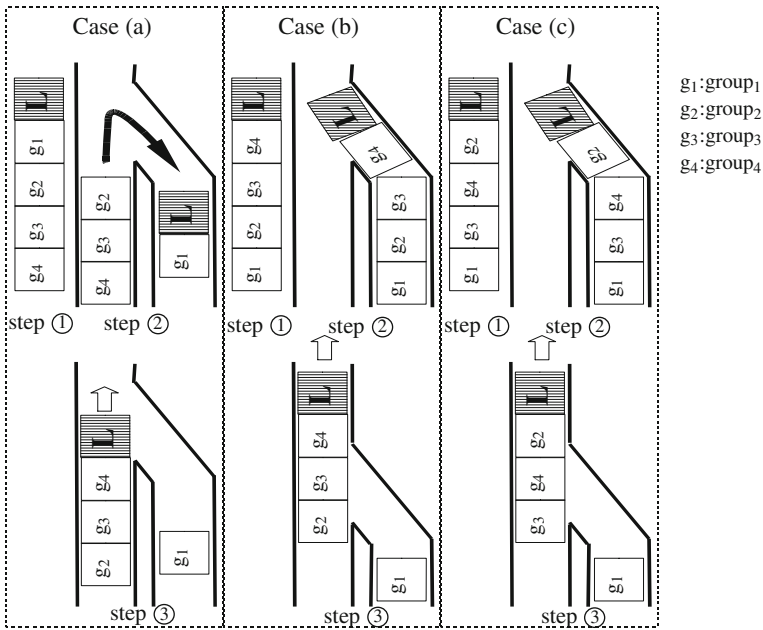 Case (a)
Case (b)
Case (c)
g₁:group₁
g₂:group₂
g₃:group₃
g₄:group₄
L
g₁
g₂
g₃
g₄
g₂
g₃
g₄
L
g₁
step ①
step ②
L
g₄
g₃
g₂
g₁
L
g₄
g₃
g₂
g₁
step ①
step ②
L
g₂
g₄
g₃
g₁
L
g₂
g₄
g₃
g₁
step ①
step ②
L
g₄
g₃
g₂
g₁
step ③
L
g₄
g₃
g₂
g₁
step ③
L
g₂
g₄
g₃
g₁
step ③